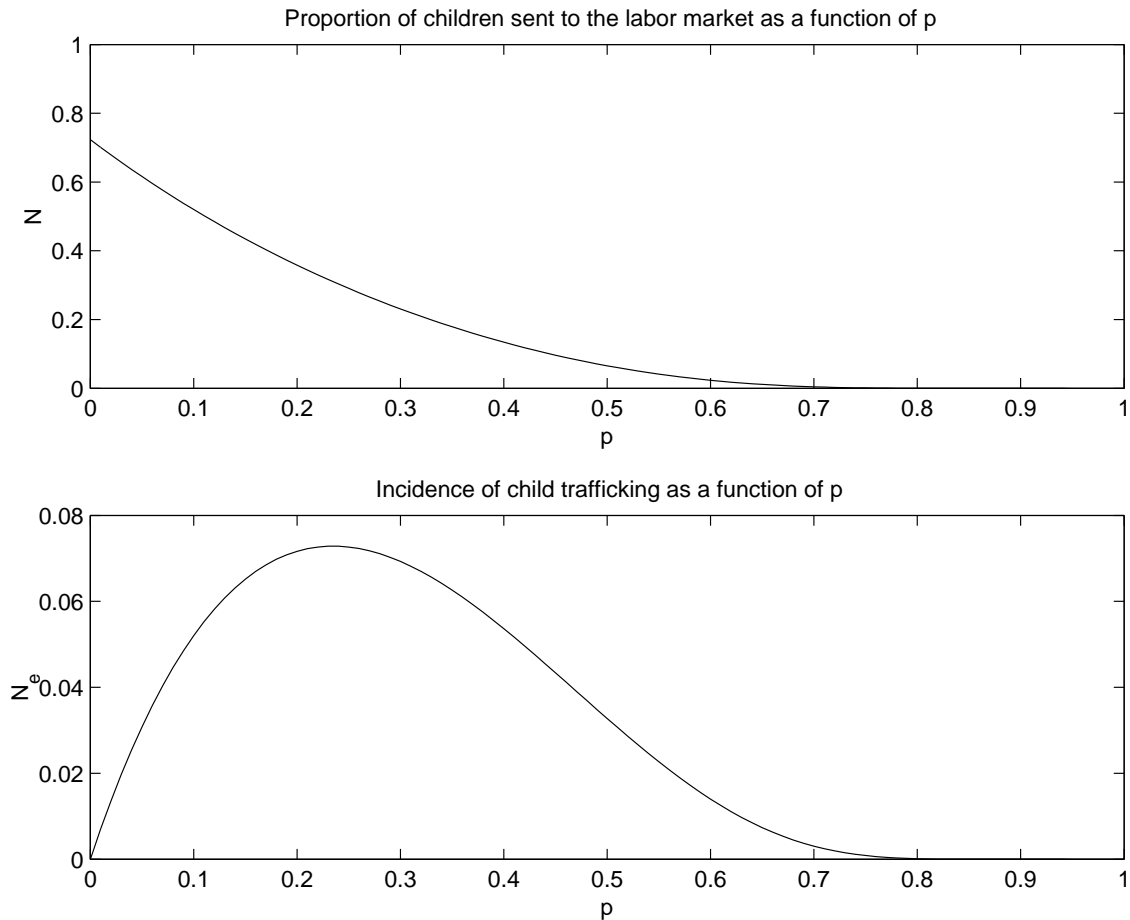 Proportion of children sent to the labor market as a function of p
1
0.8
0.6
0.4
0.2
0
N
0 0.1 0.2 0.3 0.4 0.5 0.6 0.7 0.8 0.9 1
p
Incidence of child trafficking as a function of p
0.08
0.06
0.04
0.02
0
N_e
0 0.1 0.2 0.3 0.4 0.5 0.6 0.7 0.8 0.9 1
p